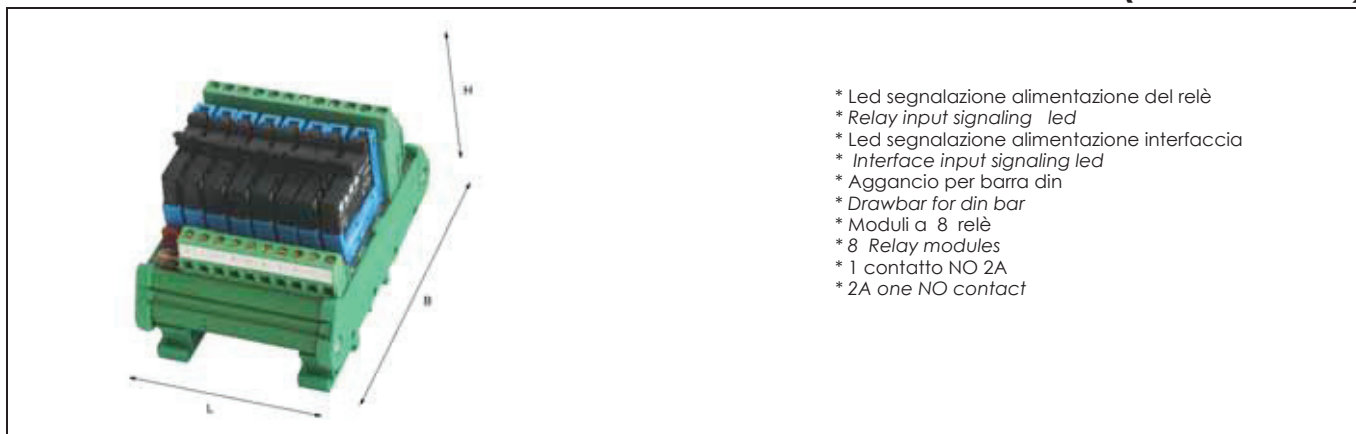 H
B
L
* Led segnalazione alimentazione del relè
* Relay input signaling led
* Led segnalazione alimentazione interfaccia
* Interface input signaling led
* Aggancio per barra din
* Drawbar for din bar
* Moduli a 8 relè
* 8 Relay modules
* 1 contatto NO 2A
* 2A one NO contact